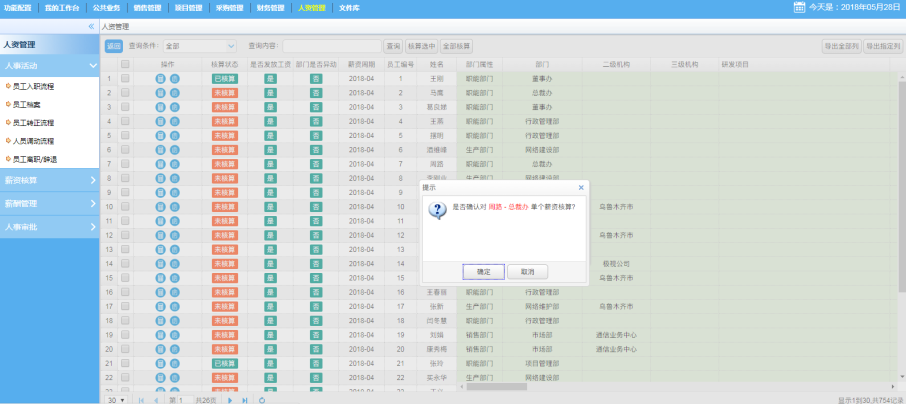 功能配置 我的工作台 公共业务 销售管理 项目管理 采购管理 财务管理 人资管理 文件库 今天是：2018年05月28日
人资管理
人资管理
人事活动
员工入职流程
员工档案
员工转正流程
人员调动流程
员工离职/辞退
薪资核算
薪酬管理
人事审批
返回 查询条件： 全部 查询内容： 查询 核算选中 全部核算 导出全部列 导出指定列
操作 核算状态 是否发放工资 部门是否异动 薪资周期 员工编号 姓名 部门属性 部门 二级机构 三级机构 研发项目
1 已核算 是 否 2018-04 1 王刚 职能部门 董事办
2 未核算 是 否 2018-04 2 马鹰 职能部门 总裁办
3 未核算 是 否 2018-04 3 职能部门 董事办
4 未核算 是 否 2018-04 4 王燕 职能部门 行政管理部
5 未核算 是 否 2018-04 5 职能部门 行政管理部
6 未核算 是 否 2018-04 6 生产部门 网络建设部
7 未核算 是 否 2018-04 7 周路 职能部门 总裁办
8 未核算 是 否 2018-04 8 生产部门 网络建设部
9 未核算 是 否 2018-04 9
10 未核算 是 否 2018-04 10 乌鲁木齐市
11 未核算 是 否 2018-04 11
12 未核算 是 否 2018-04 12 乌鲁木齐市
13 未核算 是 否 2018-04 13
14 未核算 是 否 2018-04 14 极视公司
15 未核算 是 否 2018-04 15 乌鲁木齐市
16 未核算 是 否 2018-04 16 王春丽 职能部门 行政管理部
17 未核算 是 否 2018-04 17 张新 生产部门 网络维护部 乌鲁木齐市
18 未核算 是 否 2018-04 18 闫冬慧 职能部门 行政管理部
19 未核算 是 否 2018-04 19 刘娟 销售部门 市场部 通信业务中心
20 未核算 是 否 2018-04 20 康秀梅 销售部门 市场部 通信业务中心
21 已核算 是 否 2018-04 21 张玲 职能部门 项目管理部
22 未核算 是 否 2018-04 22 宋永华 生产部门 网络建设部
提示
是否确认对 周路 - 总裁办 单个薪资核算?
确定 取消
30 第 1 共26页 显示1到30,共754记录